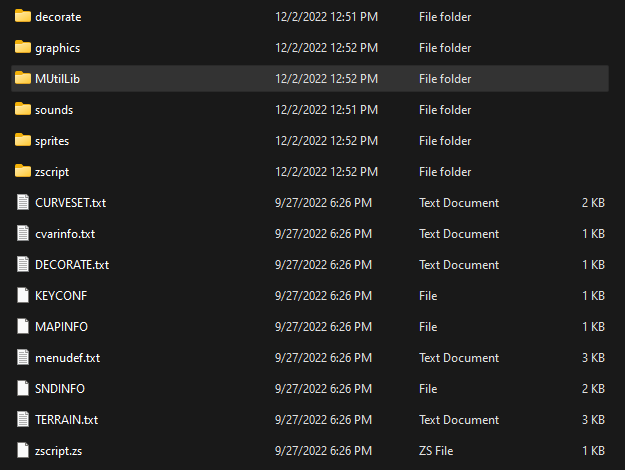 decorate 12/2/2022 12:51 PM File folder
graphics 12/2/2022 12:52 PM File folder
MUtilLib 12/2/2022 12:52 PM File folder
sounds 12/2/2022 12:51 PM File folder
sprites 12/2/2022 12:52 PM File folder
zscript 12/2/2022 12:52 PM File folder
CURVESET.txt 9/27/2022 6:26 PM Text Document 2 KB
cvarinfo.txt 9/27/2022 6:26 PM Text Document 1 KB
DECORATE.txt 9/27/2022 6:26 PM Text Document 1 KB
KEYCONF 9/27/2022 6:26 PM File 1 KB
MAPINFO 9/27/2022 6:26 PM File 1 KB
menudef.txt 9/27/2022 6:26 PM Text Document 3 KB
SNDINFO 9/27/2022 6:26 PM File 2 KB
TERRAIN.txt 9/27/2022 6:26 PM Text Document 3 KB
zscript.zs 9/27/2022 6:26 PM ZS File 1 KB